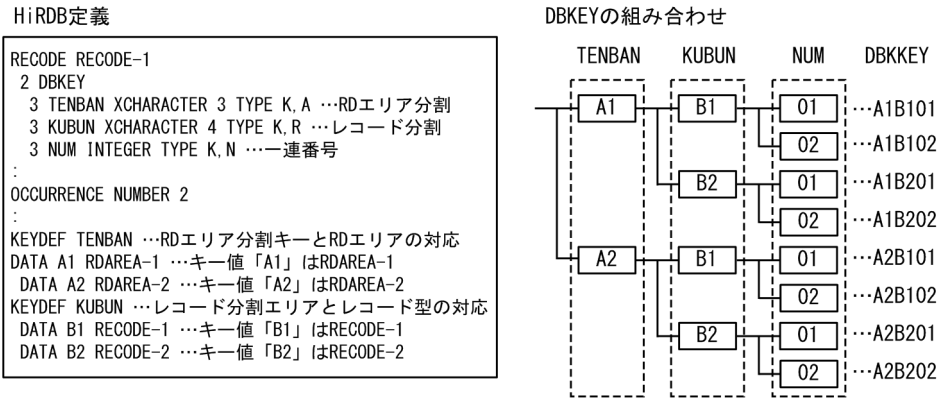 HiRDB定義
RECODE RECODE-1
2 DBKEY
3 TENBAN XCHARACTER 3 TYPE K,A …RDエリア分割
3 KUBUN XCHARACTER 4 TYPE K,R …レコード分割
3 NUM INTEGER TYPE K,N …一連番号
:
OCCURRENCE NUMBER 2
:
KEYDEF TENBAN …RDエリア分割キーとRDエリアの対応
DATA A1 RDAREA-1 …キー値「A1」はRDAREA-1
DATA A2 RDAREA-2 …キー値「A2」はRDAREA-2
KEYDEF KUBUN …レコード分割エリアとレコード型の対応
DATA B1 RECODE-1 …キー値「B1」はRECODE-1
DATA B2 RECODE-2 …キー値「B2」はRECODE-2
DBKEYの組み合わせ
TENBAN KUBUN NUM DBKKEY
A1 B1 01 …A1B101
02 …A1B102
B2 01 …A1B201
02 …A1B202
A2 B1 01 …A2B101
02 …A2B102
B2 01 …A2B201
02 …A2B202